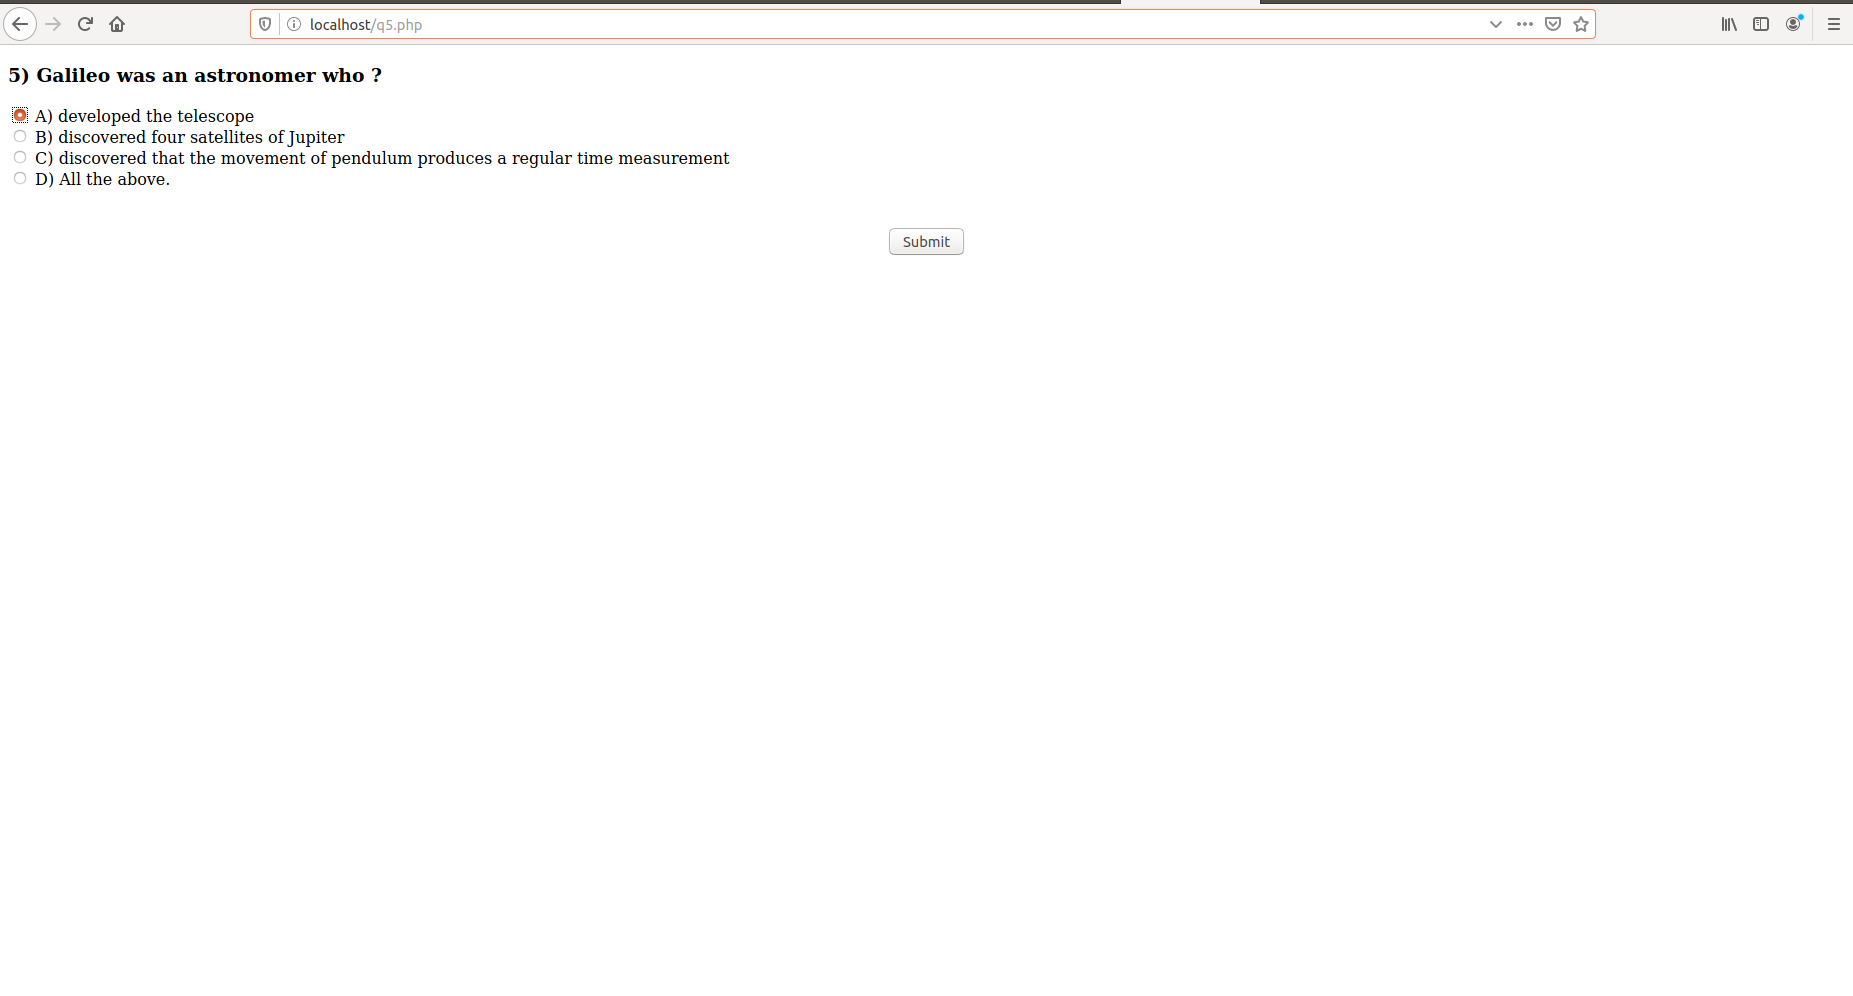 localhost/q5.php
5) Galileo was an astronomer who ?
A) developed the telescope
B) discovered four satellites of Jupiter
C) discovered that the movement of pendulum produces a regular time measurement
D) All the above.
Submit